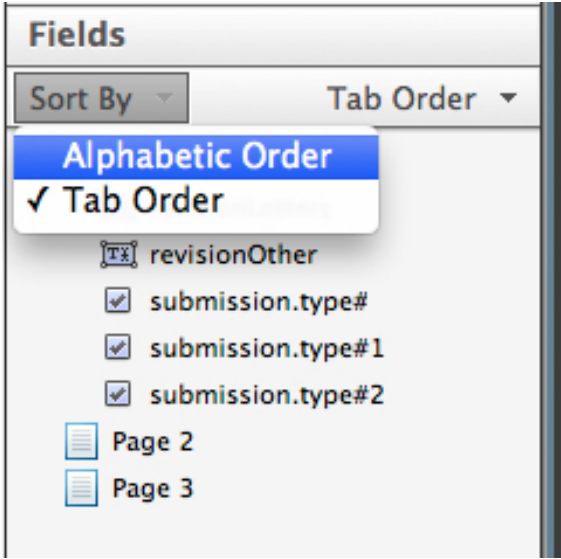 Fields
Sort By Tab Order
Alphabetic Order
✓ Tab Order
revisionOther
submission.type#
submission.type#1
submission.type#2
Page 2
Page 3